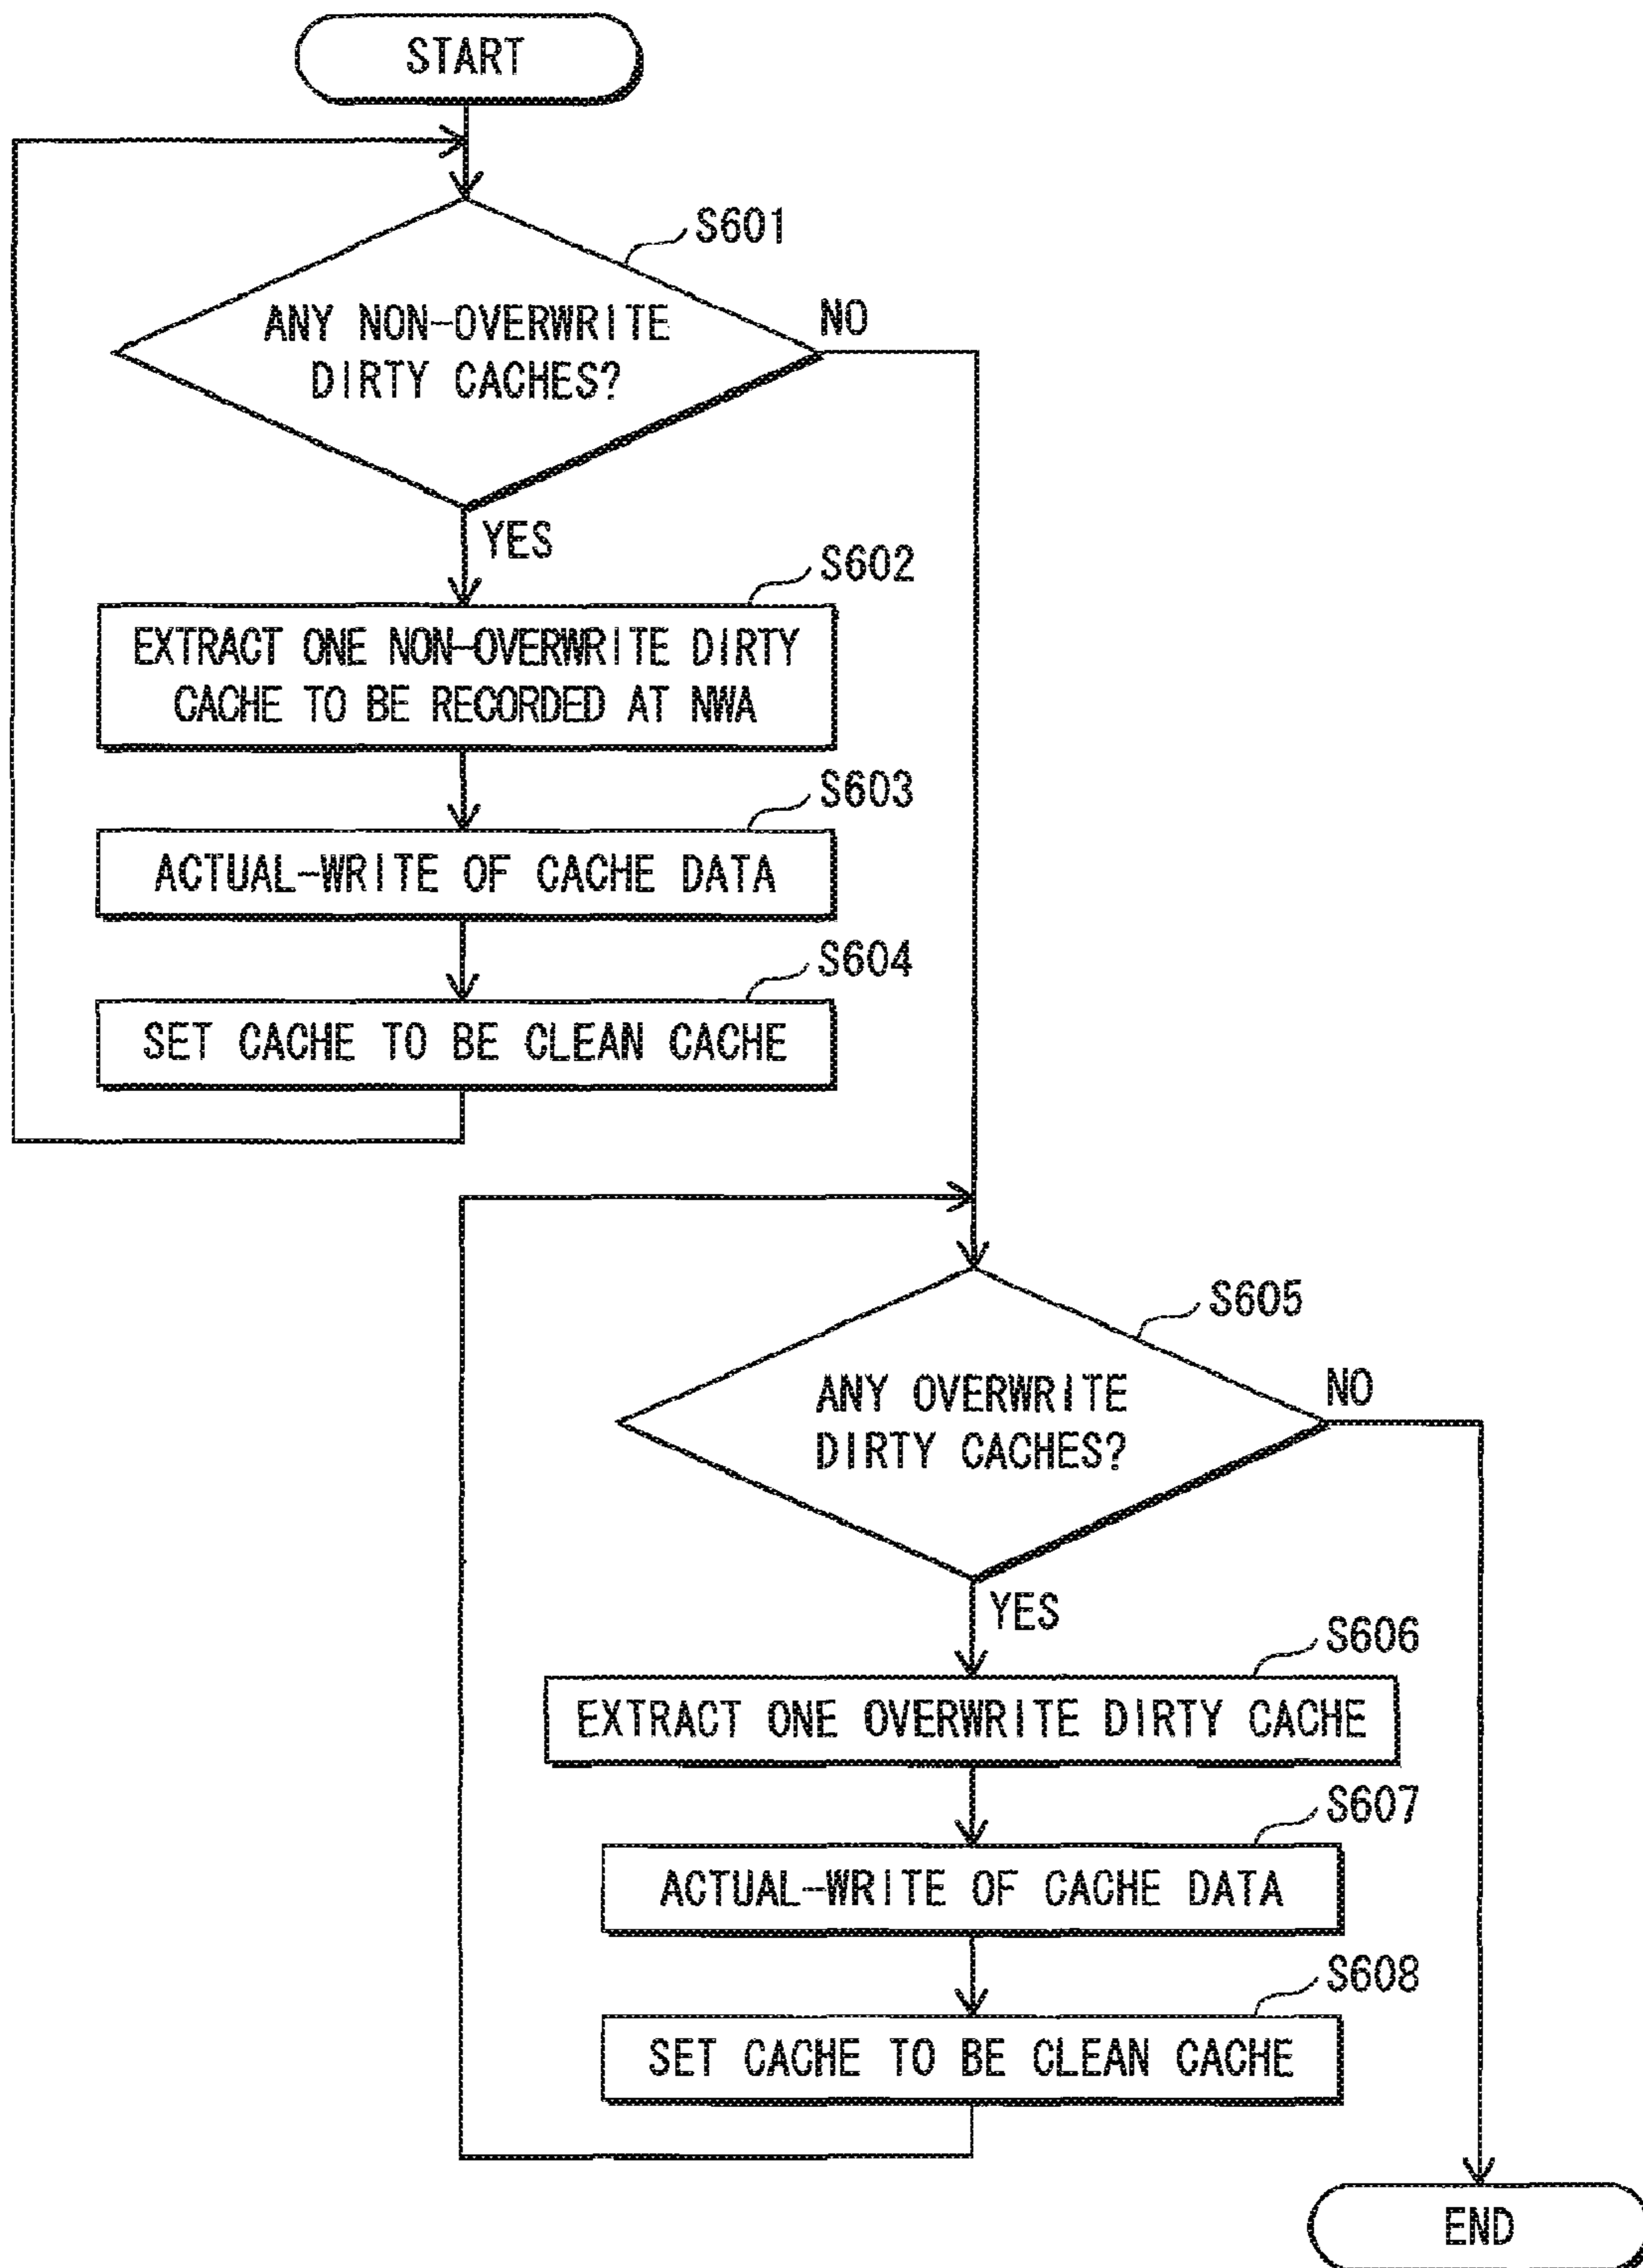 START
S601
ANY NON-OVERWRITE
DIRTY CACHES?
NO
YES
S602
EXTRACT ONE NON-OVERWRITE DIRTY
CACHE TO BE RECORDED AT NWA
S603
ACTUAL-WRITE OF CACHE DATA
S604
SET CACHE TO BE CLEAN CACHE
S605
ANY OVERWRITE
DIRTY CACHES?
NO
YES
S606
EXTRACT ONE OVERWRITE DIRTY CACHE
S607
ACTUAL-WRITE OF CACHE DATA
S608
SET CACHE TO BE CLEAN CACHE
END